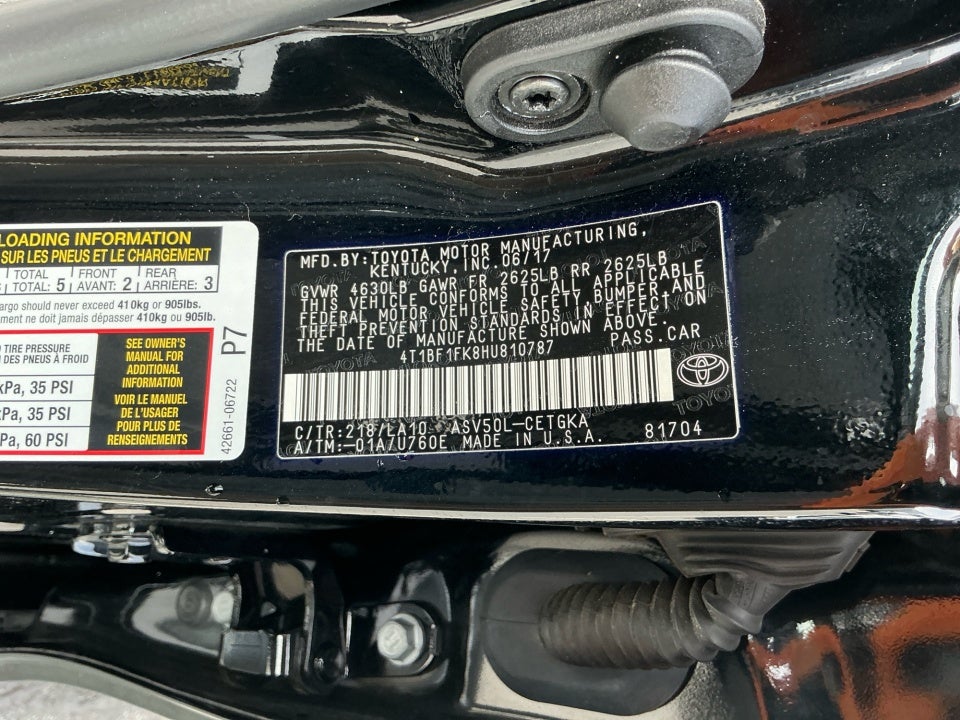 LOADING INFORMATION
SUR LES PNEUS ET LE CHARGEMENT
TOTAL 5 FRONT 2 REAR 3
TOTAL: AVANT: ARRIÈRE:
argo should never exceed 410kg or 905lbs.
ement ne doit jamais dépasser 410kg ou 905lb.
TIRE PRESSURE
DES PNEUS À FROID
kPa, 35 PSI
kPa, 35 PSI
Pa, 60 PSI
SEE OWNER'S
MANUAL FOR
ADDITIONAL
INFORMATION
VOIR LE MANUEL
DE L'USAGER
POUR PLUS DE
RENSEIGNEMENTS
P7
42661-06722
MFD.BY:TOYOTA MOTOR MANUFACTURING,
KENTUCKY, INC. 06/17
GVWR 4630LB GAWR FR 2625LB RR 2625LB
THIS VEHICLE CONFORMS TO ALL APPLICABLE
FEDERAL MOTOR VEHICLE SAFETY,BUMPER AND
THEFT PREVENTION STANDARDS IN EFFECT ON
THE DATE OF MANUFACTURE SHOWN ABOVE.
4T1BF1FK8HU810787 PASS.CAR
C/TR:218/LA10 ASV50L-CETGKA
A/TM:-01A/U760E MADE IN U.S.A. 81704
TOYOTA